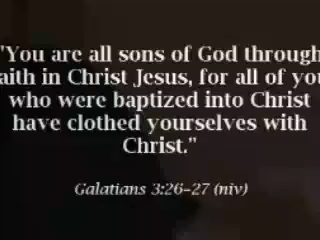 "You are all sons of God through
aith in Christ Jesus, for all of you
who were baptized into Christ
have clothed yourselves with
Christ."
Galatians 3:26-27 (niv)